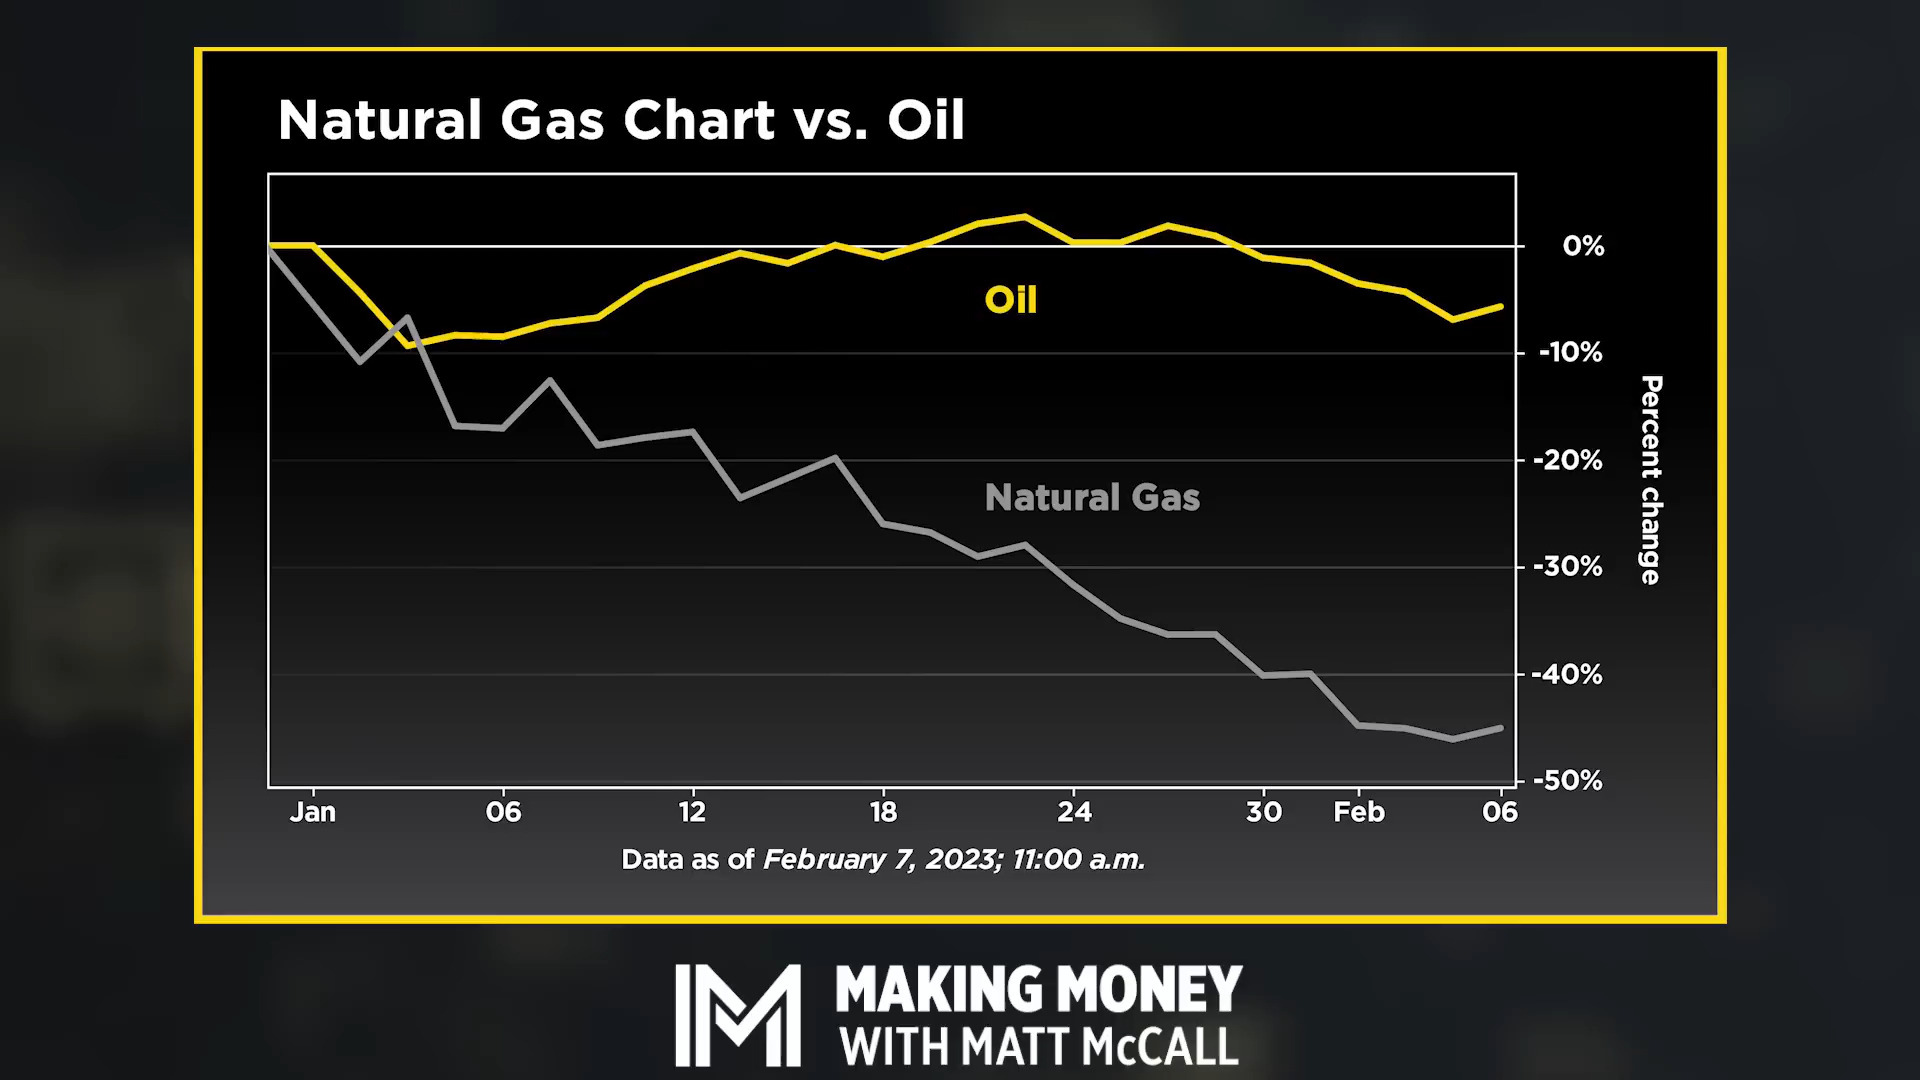 Natural Gas Chart vs. Oil
0%
Oil
-10%
Percent change
-20%
Natural Gas
-30%
-40%
-50%
Jan 06 12 18 24 30 Feb 06
Data as of February 7, 2023; 11:00 a.m.
MAKING MONEY
WITH MATT McCALL